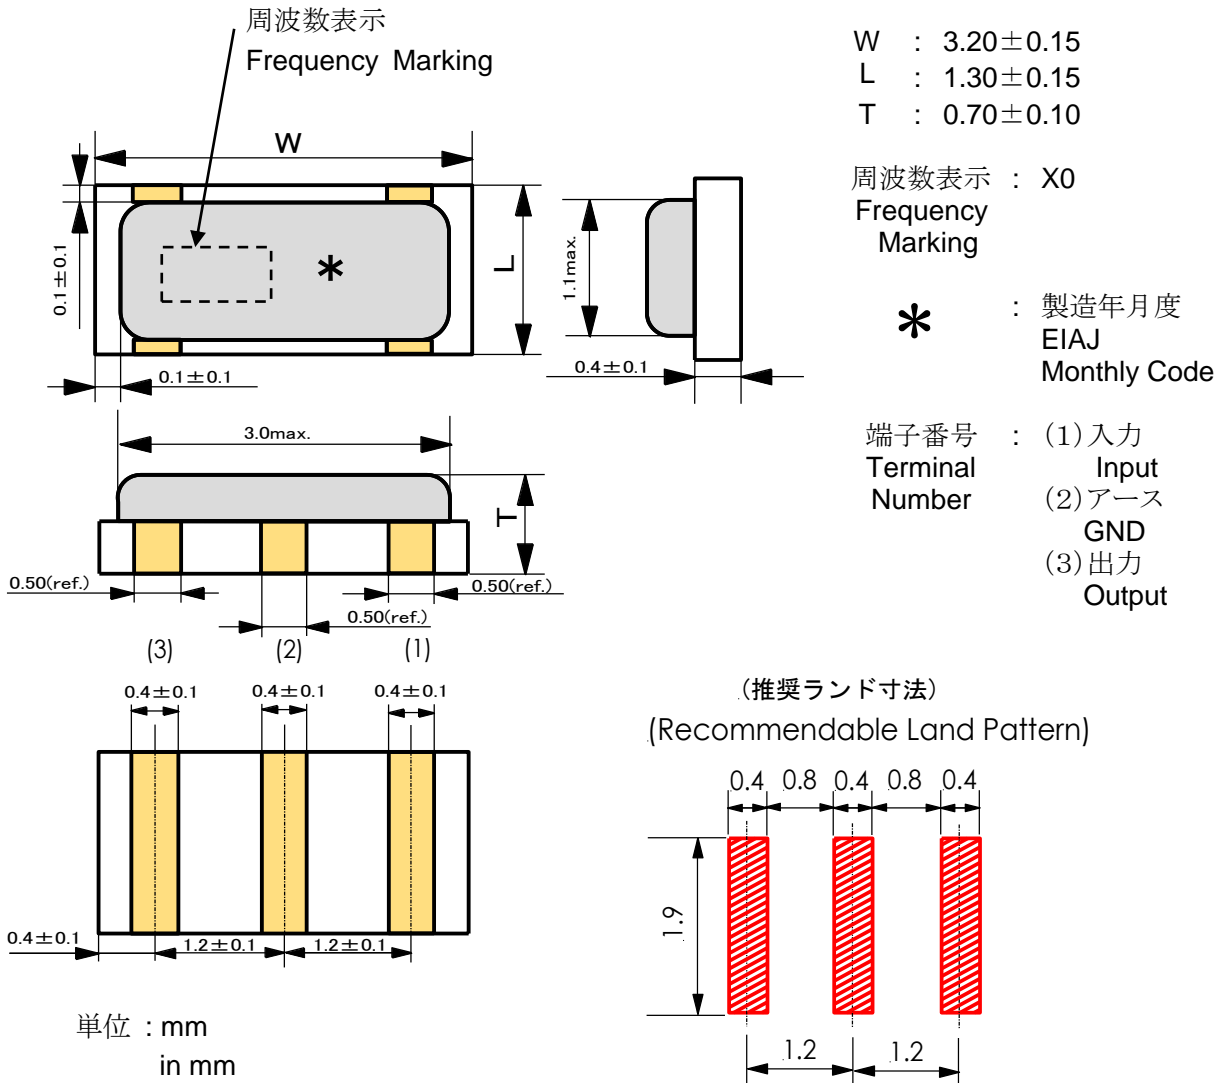 周波数表示
Frequency Marking
W
0.1±0.1
L
0.1±0.1
1.1max.
0.4±0.1
W : 3.20±0.15
L : 1.30±0.15
T : 0.70±0.10
周波数表示 : X0
Frequency
Marking
* : 製造年月度
EIAJ
Monthly Code
端子番号 : (1)入力
Terminal Input
Number (2)アース
GND
(3)出力
Output
3.0max.
T
0.50(ref.) 0.50(ref.)
0.50(ref.)
(3) (2) (1)
0.4±0.1 0.4±0.1 0.4±0.1
0.4±0.1 1.2±0.1 1.2±0.1
単位 : mm
in mm
(推奨ランド寸法)
(Recommendable Land Pattern)
0.4 0.8 0.4 0.8 0.4
1.9
1.2 1.2